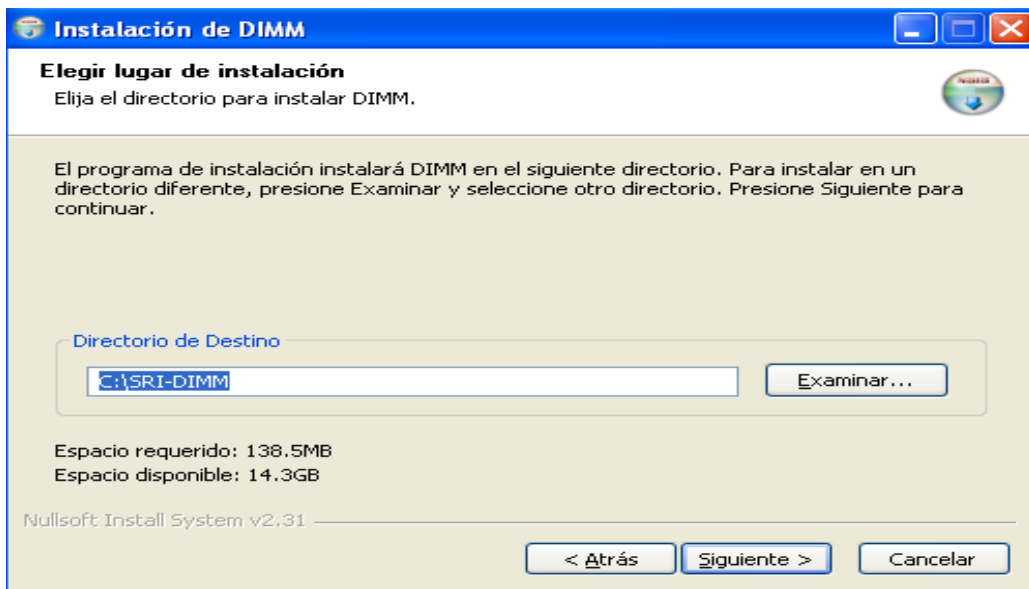 Instalación de DIMM
Elegir lugar de instalación
Elija el directorio para instalar DIMM.
El programa de instalación instalará DIMM en el siguiente directorio. Para instalar en un
directorio diferente, presione Examinar y seleccione otro directorio. Presione Siguiente para
continuar.
Directorio de Destino
C:\SRI-DIMM
Examinar...
Espacio requerido: 138.5MB
Espacio disponible: 14.3GB
Nullsoft Install System v2.31
< Atrás
Siguiente >
Cancelar